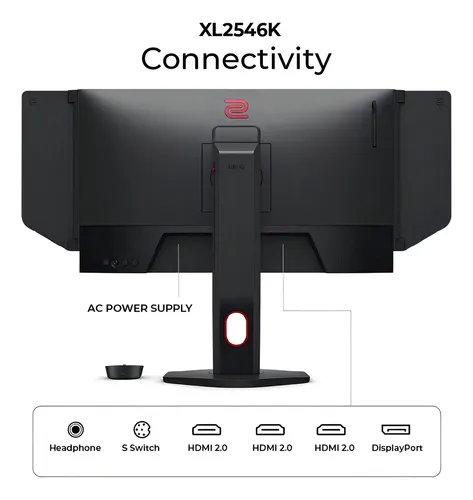 XL2546K
Connectivity
AC POWER SUPPLY
Headphone
S Switch
HDMI 2.0
HDMI 2.0
HDMI 2.0
DisplayPort